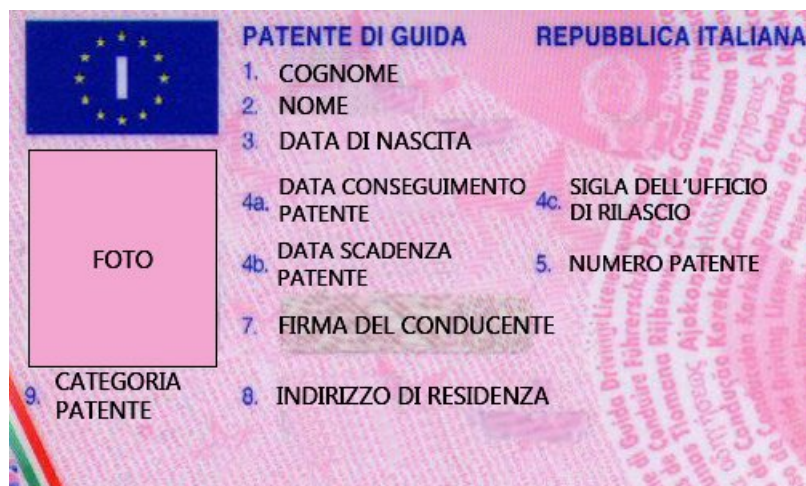 PATENTE DI GUIDA REPUBBLICA ITALIANA
I
1. COGNOME
2. NOME
3. DATA DI NASCITA
4a. DATA CONSEGUIMENTO PATENTE
4c. SIGLA DELL'UFFICIO DI RILASCIO
FOTO
4b. DATA SCADENZA PATENTE
5. NUMERO PATENTE
7. FIRMA DEL CONDUCENTE
9. CATEGORIA PATENTE
8. INDIRIZZO DI RESIDENZA